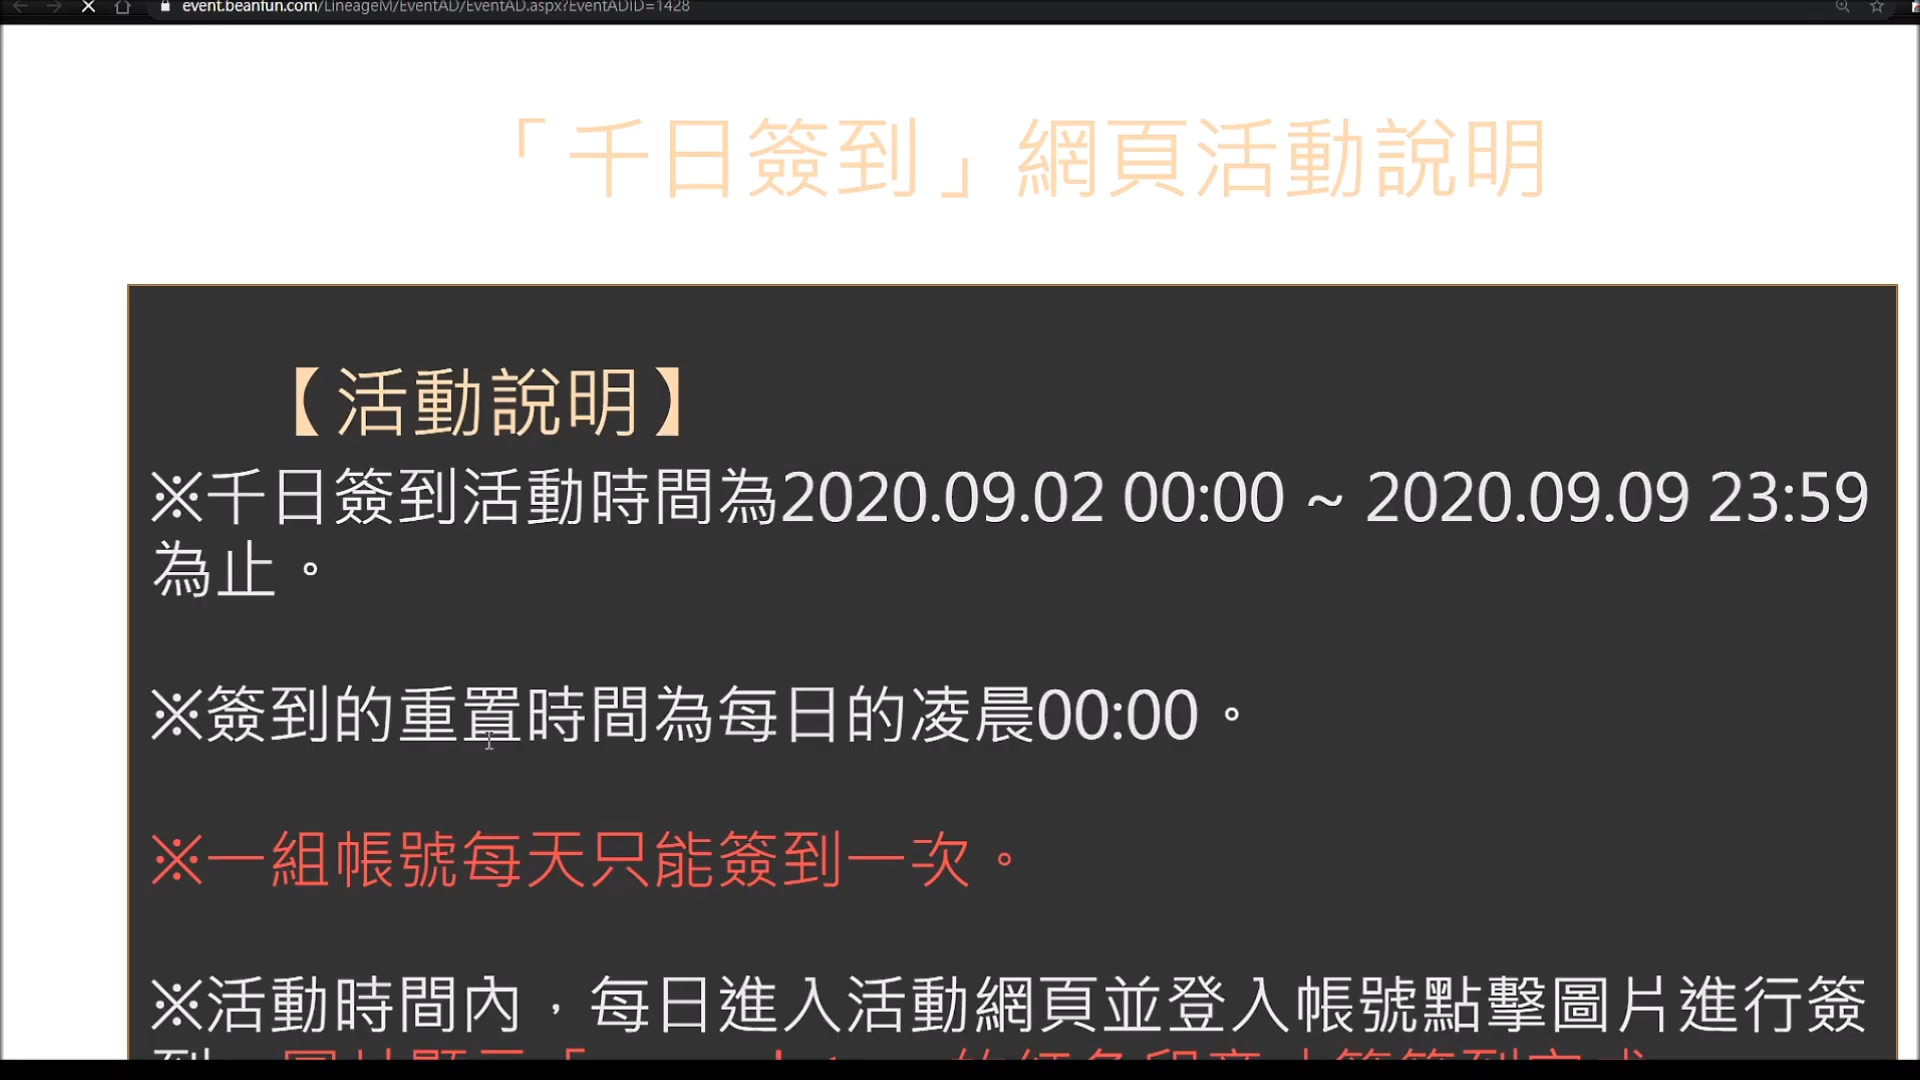 event.beanfun.com/LineageM/EventAD/EventAD.aspx?EventADID=1428
「千日簽到」網頁活動說明
【活動說明】
※千日簽到活動時間為2020.09.02 00:00 ~ 2020.09.09 23:59
為止。
※簽到的重置時間為每日的凌晨00:00。
※一組帳號每天只能簽到一次。
※活動時間內，每日進入活動網頁並登入帳號點擊圖片進行簽